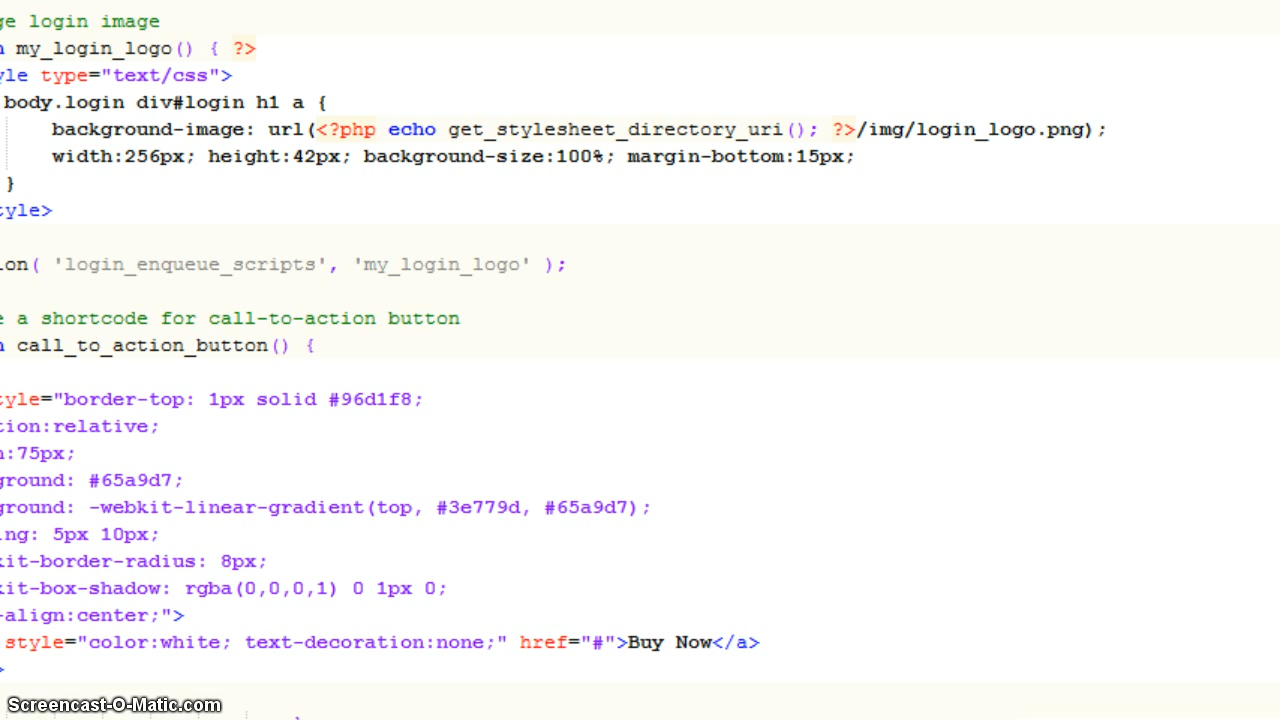 ge login image
n my_login_logo() { ?>
yle type="text/css">
body.login div#login h1 a {
background-image: url(<?php echo get_stylesheet_directory_uri(); ?>/img/login_logo.png);
width:256px; height:42px; background-size:100%; margin-bottom:15px;
}
tyle>
ion( 'login_enqueue_scripts', 'my_login_logo' );
e a shortcode for call-to-action button
n call_to_action_button() {
tyle="border-top: 1px solid #96d1f8;
tion:relative;
h:75px;
ground: #65a9d7;
ground: -webkit-linear-gradient(top, #3e779d, #65a9d7);
ing: 5px 10px;
kit-border-radius: 8px;
kit-box-shadow: rgba(0,0,0,1) 0 1px 0;
-align:center;">
style="color:white; text-decoration:none;" href="#">Buy Now</a>
>
Screencast-O-Matic.com